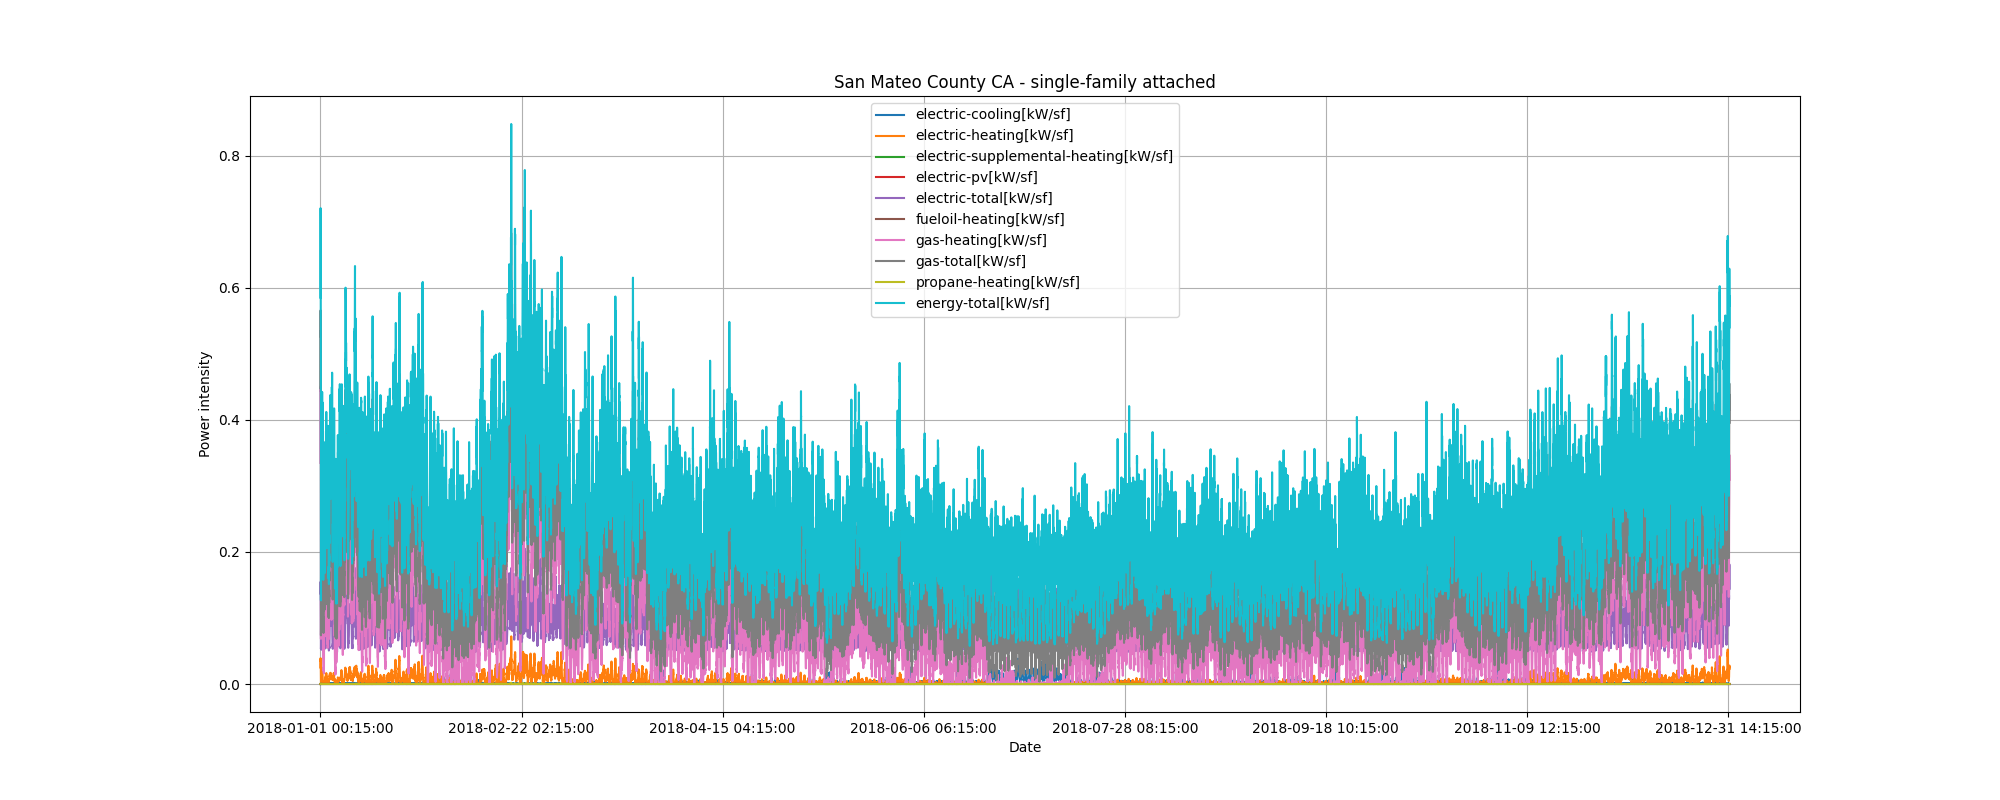 San Mateo County CA - single-family attached
electric-cooling[kW/sf]
electric-heating[kW/sf]
electric-supplemental-heating[kW/sf]
electric-pv[kW/sf]
electric-total[kW/sf]
fueloil-heating[kW/sf]
gas-heating[kW/sf]
gas-total[kW/sf]
propane-heating[kW/sf]
energy-total[kW/sf]
Power intensity
0.8
0.6
0.4
0.2
0.0
2018-01-01 00:15:00 2018-02-22 02:15:00 2018-04-15 04:15:00 2018-06-06 06:15:00 2018-07-28 08:15:00 2018-09-18 10:15:00 2018-11-09 12:15:00 2018-12-31 14:15:00
Date